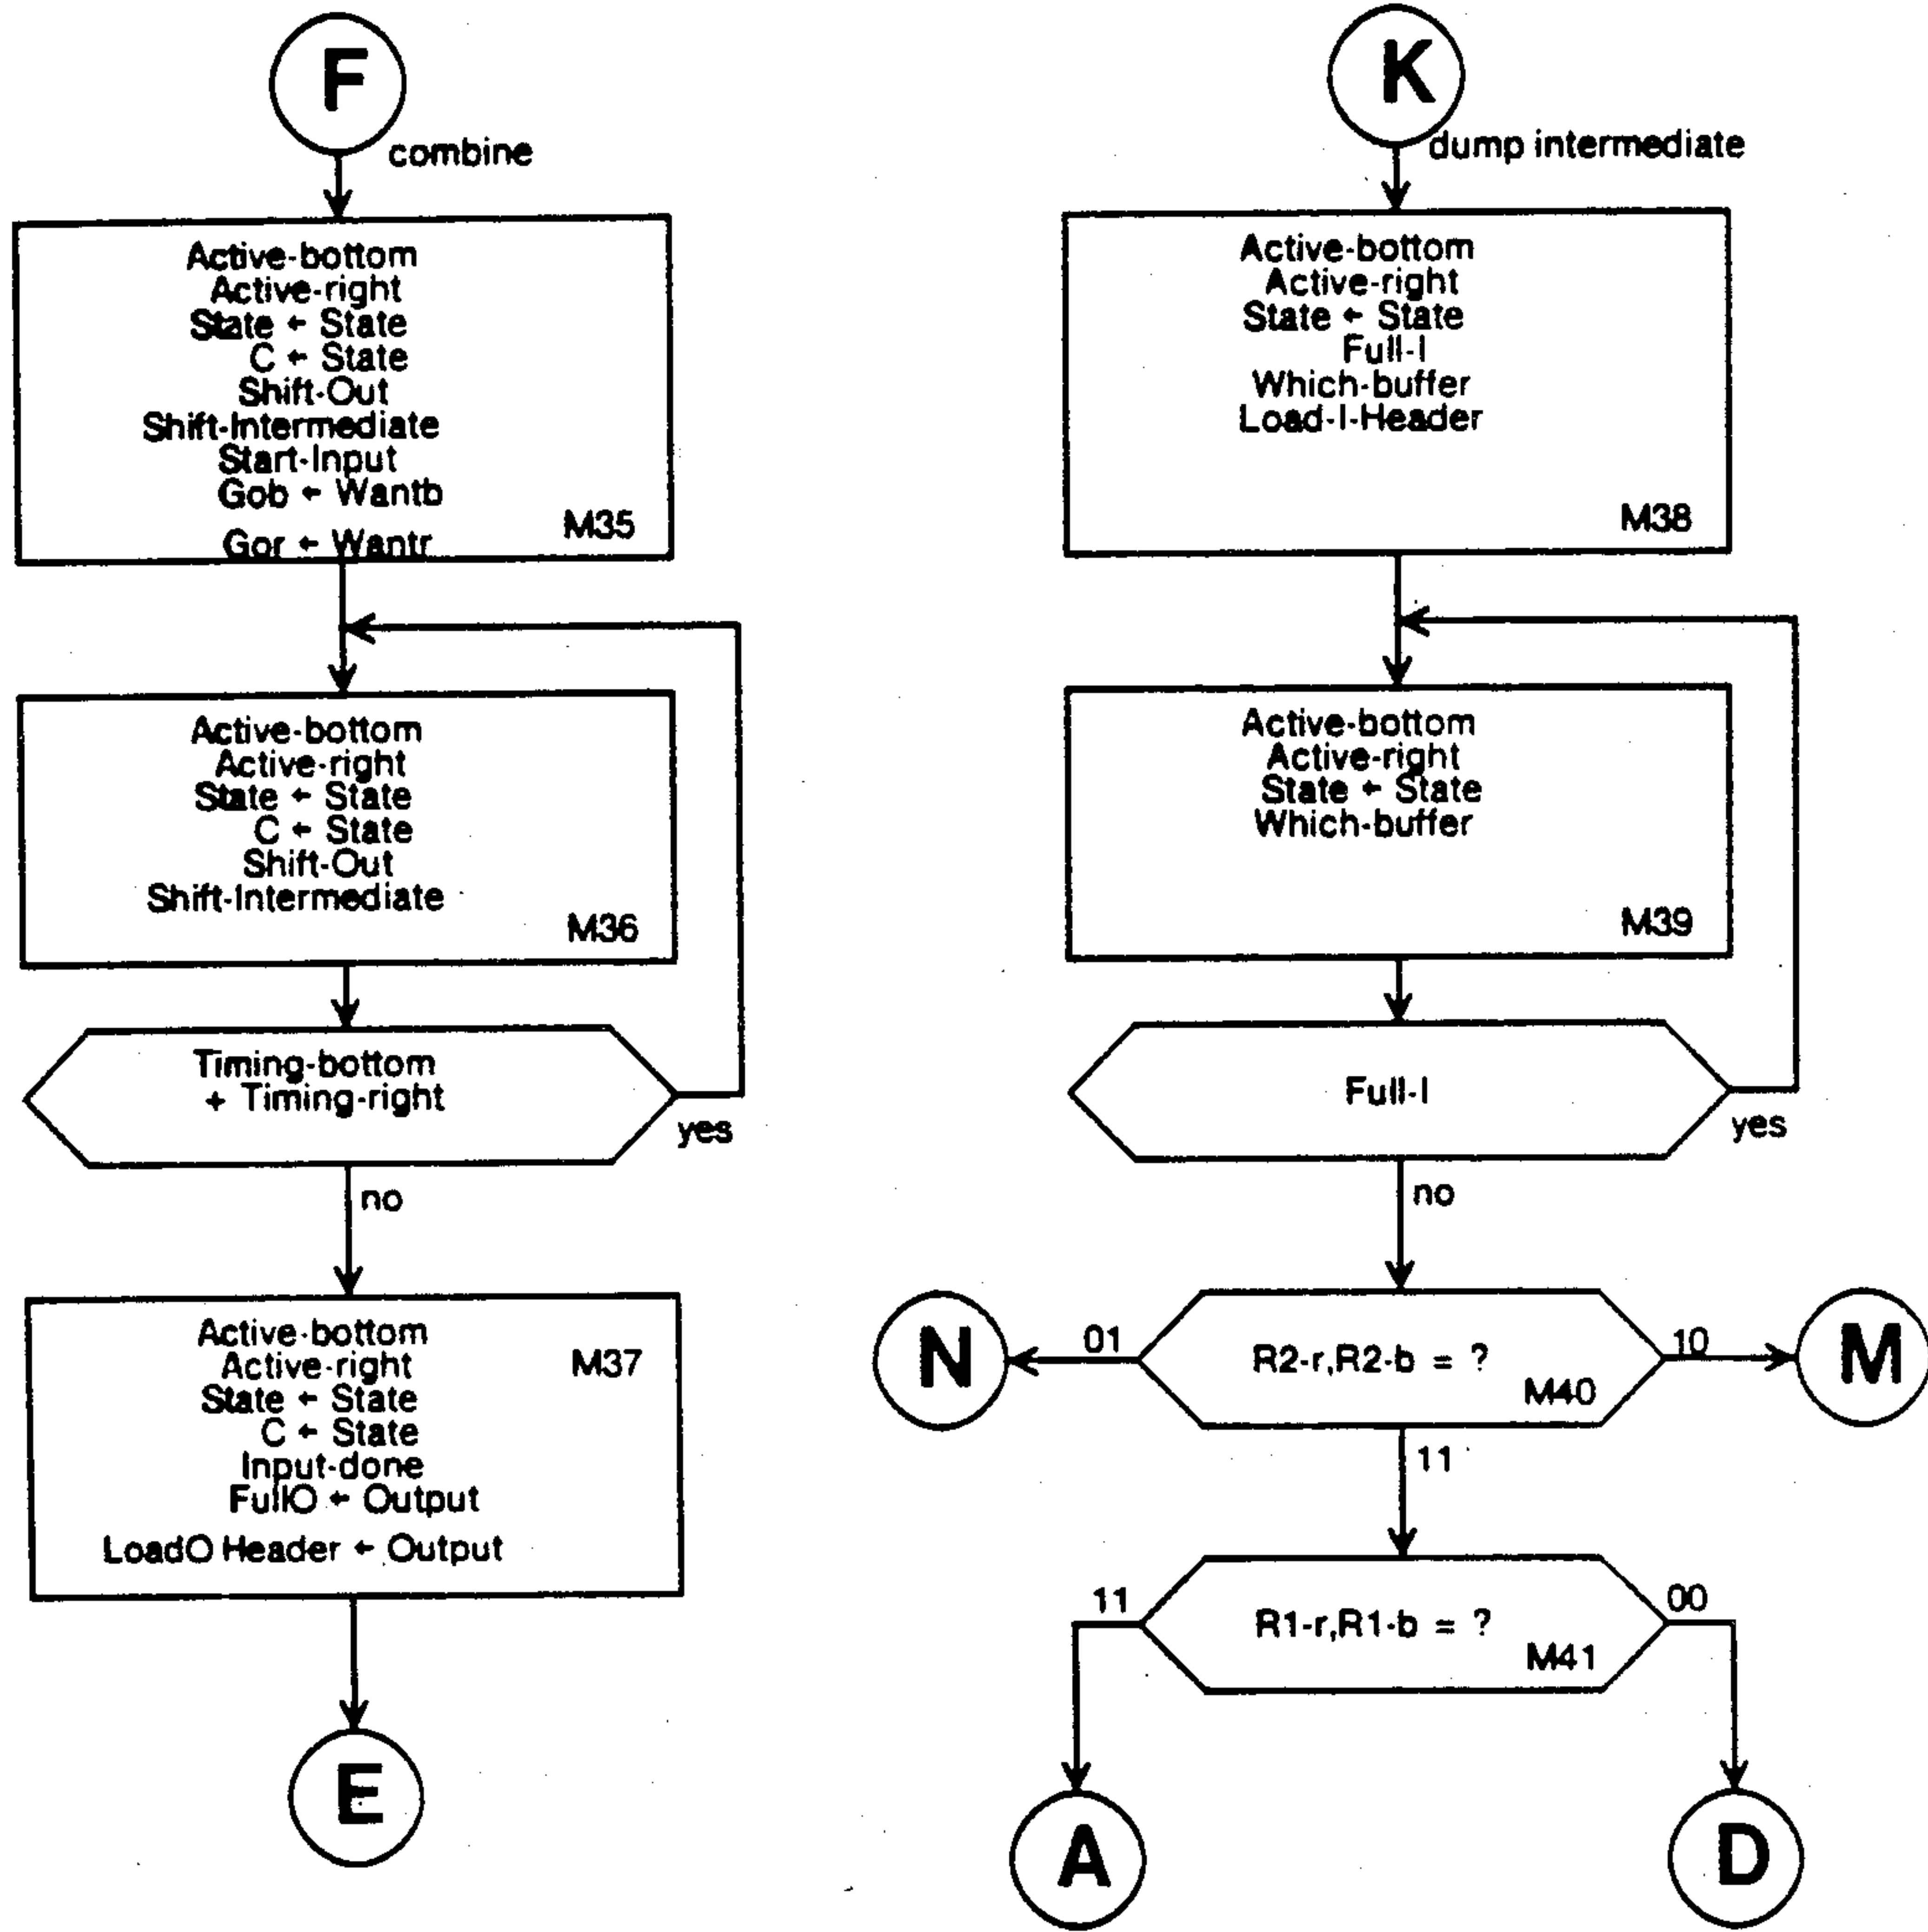 F
combine
Active-bottom
Active-right
State ← State
C ← State
Shift-Out
Shift-Intermediate
Start-Input
Gob ← Wantb
Gor ← Wantr
M35
Active-bottom
Active-right
State ← State
C ← State
Shift-Out
Shift-Intermediate
M36
Timing-bottom
+ Timing-right
yes
no
Active-bottom
Active-right
M37
State ← State
C ← State
Input-done
FullO ← Output
LoadO Header ← Output
E
K
dump intermediate
Active-bottom
Active-right
State ← State
Full-I
Which-buffer
Load-I-Header
M38
Active-bottom
Active-right
State ← State
Which-buffer
M39
Full-I
yes
no
N
01
R2-r,R2-b = ?
M40
10
M
11
11
R1-r,R1-b = ?
M41
00
A
D